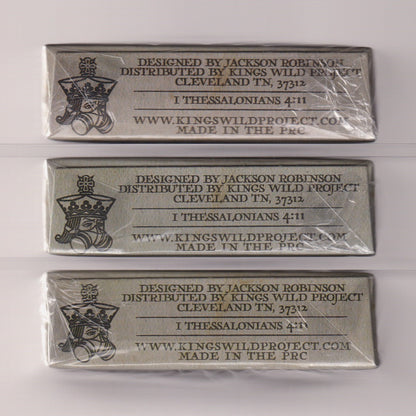 DESIGNED BY JACKSON ROBINSON
DISTRIBUTED BY KINGS WILD PROJECT
CLEVELAND TN, 37312
1 THESSALONIANS 4:11
WWW.KINGSWILDPROJECT.COM
MADE IN THE PRC
DESIGNED BY JACKSON ROBINSON
DISTRIBUTED BY KINGS WILD PROJECT
CLEVELAND TN, 37312
1 THESSALONIANS 4:11
WWW.KINGSWILDPROJECT.COM
MADE IN THE PRC
DESIGNED BY JACKSON ROBINSON
DISTRIBUTED BY KINGS WILD PROJECT
CLEVELAND TN, 37312
1 THESSALONIANS 4:11
WWW.KINGSWILDPROJECT.COM
MADE IN THE PRC